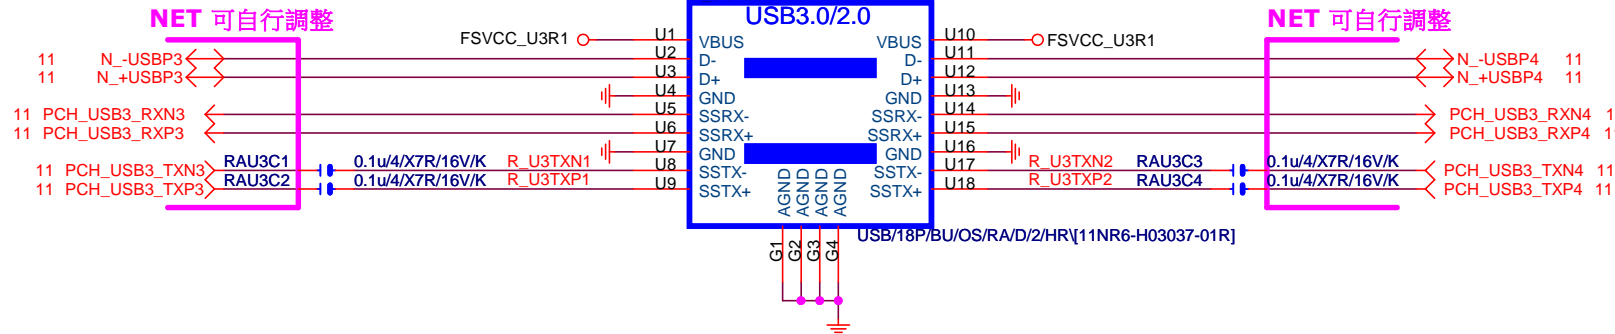 NET 可自行調整
USB3.0/2.0
NET 可自行調整
FSVCC_U3R1 U1 VBUS VBUS U10 FSVCC_U3R1
11 N_-USBP3 U2 D- D- U11 N_-USBP4 11
11 N_+USBP3 U3 D+ D+ U12 N_+USBP4 11
U4 GND GND U13
11 PCH_USB3_RXN3 U5 SSRX- SSRX- U14 PCH_USB3_RXN4 1
11 PCH_USB3_RXP3 U6 SSRX+ SSRX+ U15 PCH_USB3_RXP4 11
U7 GND GND U16
11 PCH_USB3_TXN3 RAU3C1 0.1u/4/X7R/16V/K R_U3TXN1 U8 SSTX- SSTX- U17 R_U3TXN2 RAU3C3 0.1u/4/X7R/16V/K PCH_USB3_TXN4 11
11 PCH_USB3_TXP3 RAU3C2 0.1u/4/X7R/16V/K R_U3TXP1 U9 SSTX+ SSTX+ U18 R_U3TXP2 RAU3C4 0.1u/4/X7R/16V/K PCH_USB3_TXP4 11
AGND AGND AGND AGND
USB/18P/BU/OS/RA/D/2/HR\[11NR6-H03037-01R]
G1 G2 G3 G4